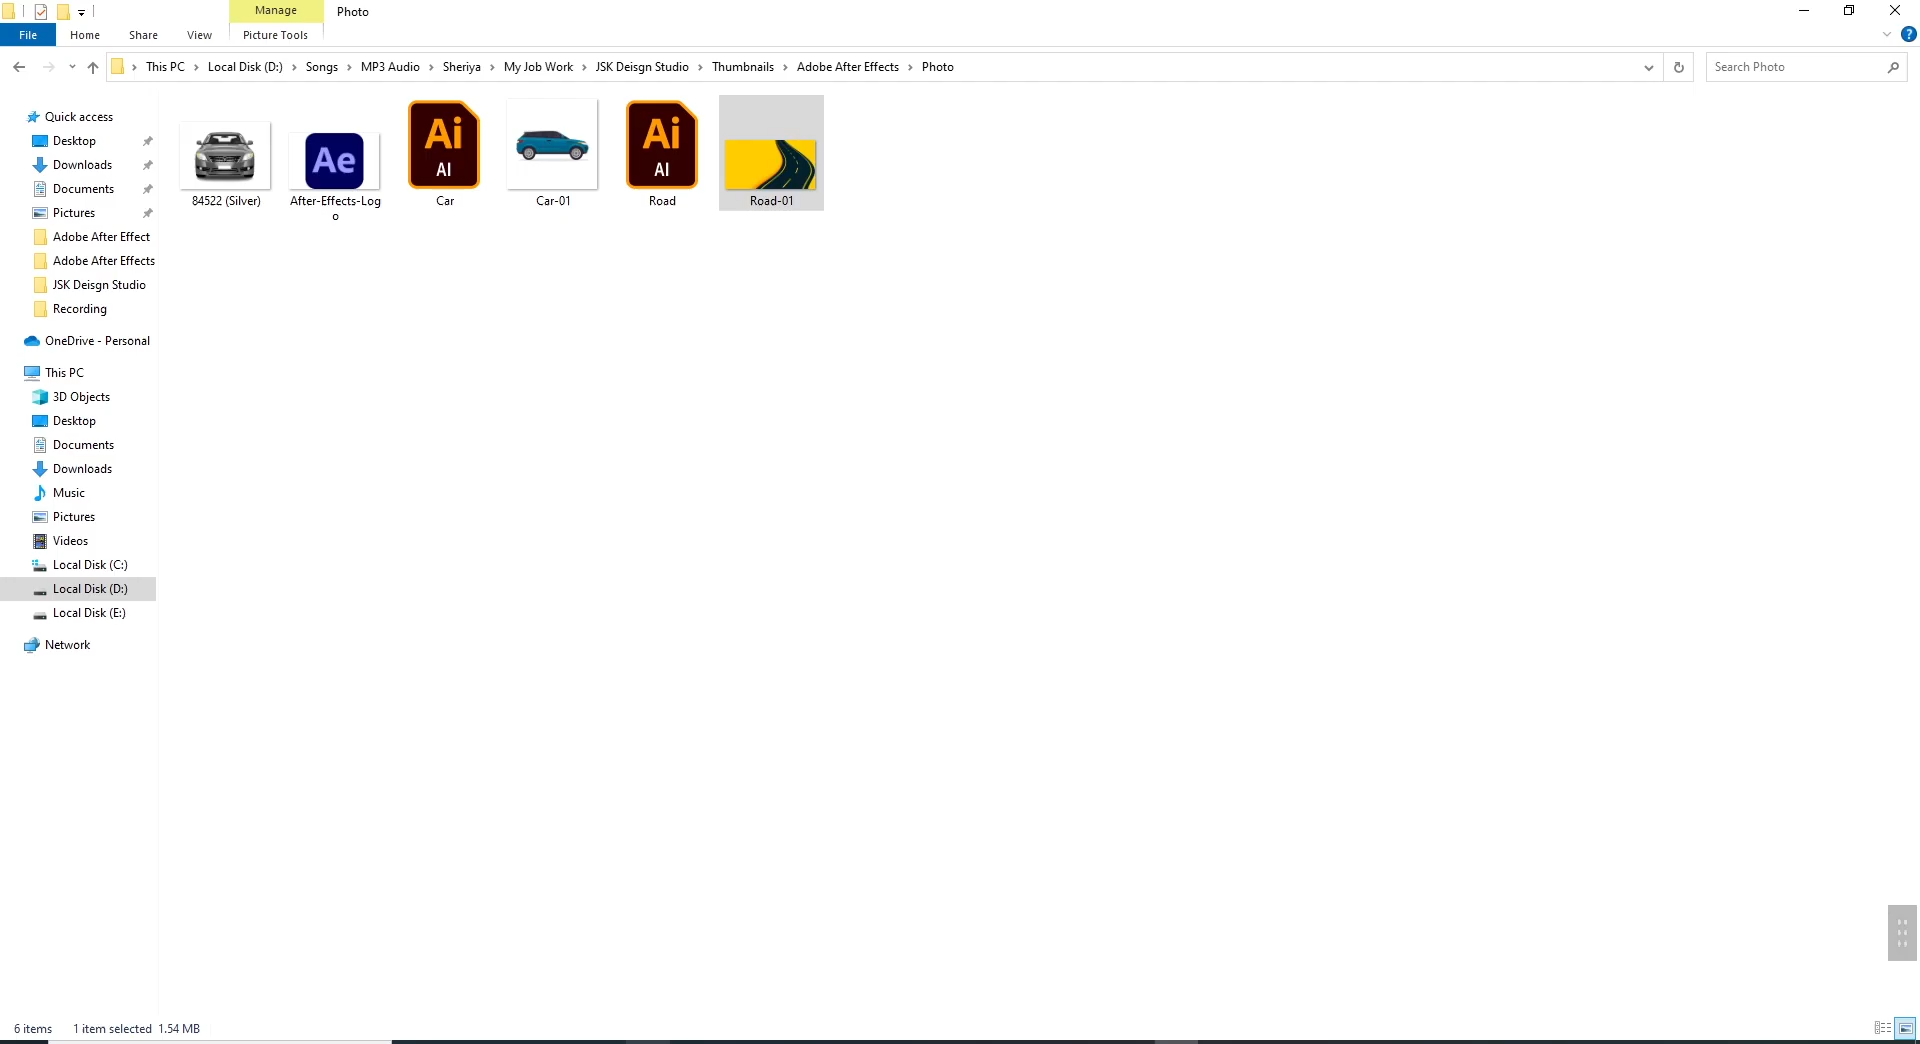 Manage
Photo
File
Home
Share
View
Picture Tools
?
This PC
Local Disk (D:)
Songs
MP3 Audio
Sheriya
My Job Work
JSK Deisgn Studio
Thumbnails
Adobe After Effects
Photo
Search Photo
Quick access
Desktop
Downloads
Documents
Pictures
Adobe After Effect
Adobe After Effects
JSK Deisgn Studio
Recording
OneDrive - Personal
This PC
3D Objects
Desktop
Documents
Downloads
Music
Pictures
Videos
Local Disk (C:)
Local Disk (D:)
Local Disk (E:)
Network
84522 (Silver)
Ae
After-Effects-Log
o
Ai
AI
Car
Car-01
Ai
AI
Road
Road-01
6 items
1 item selected 1.54 MB